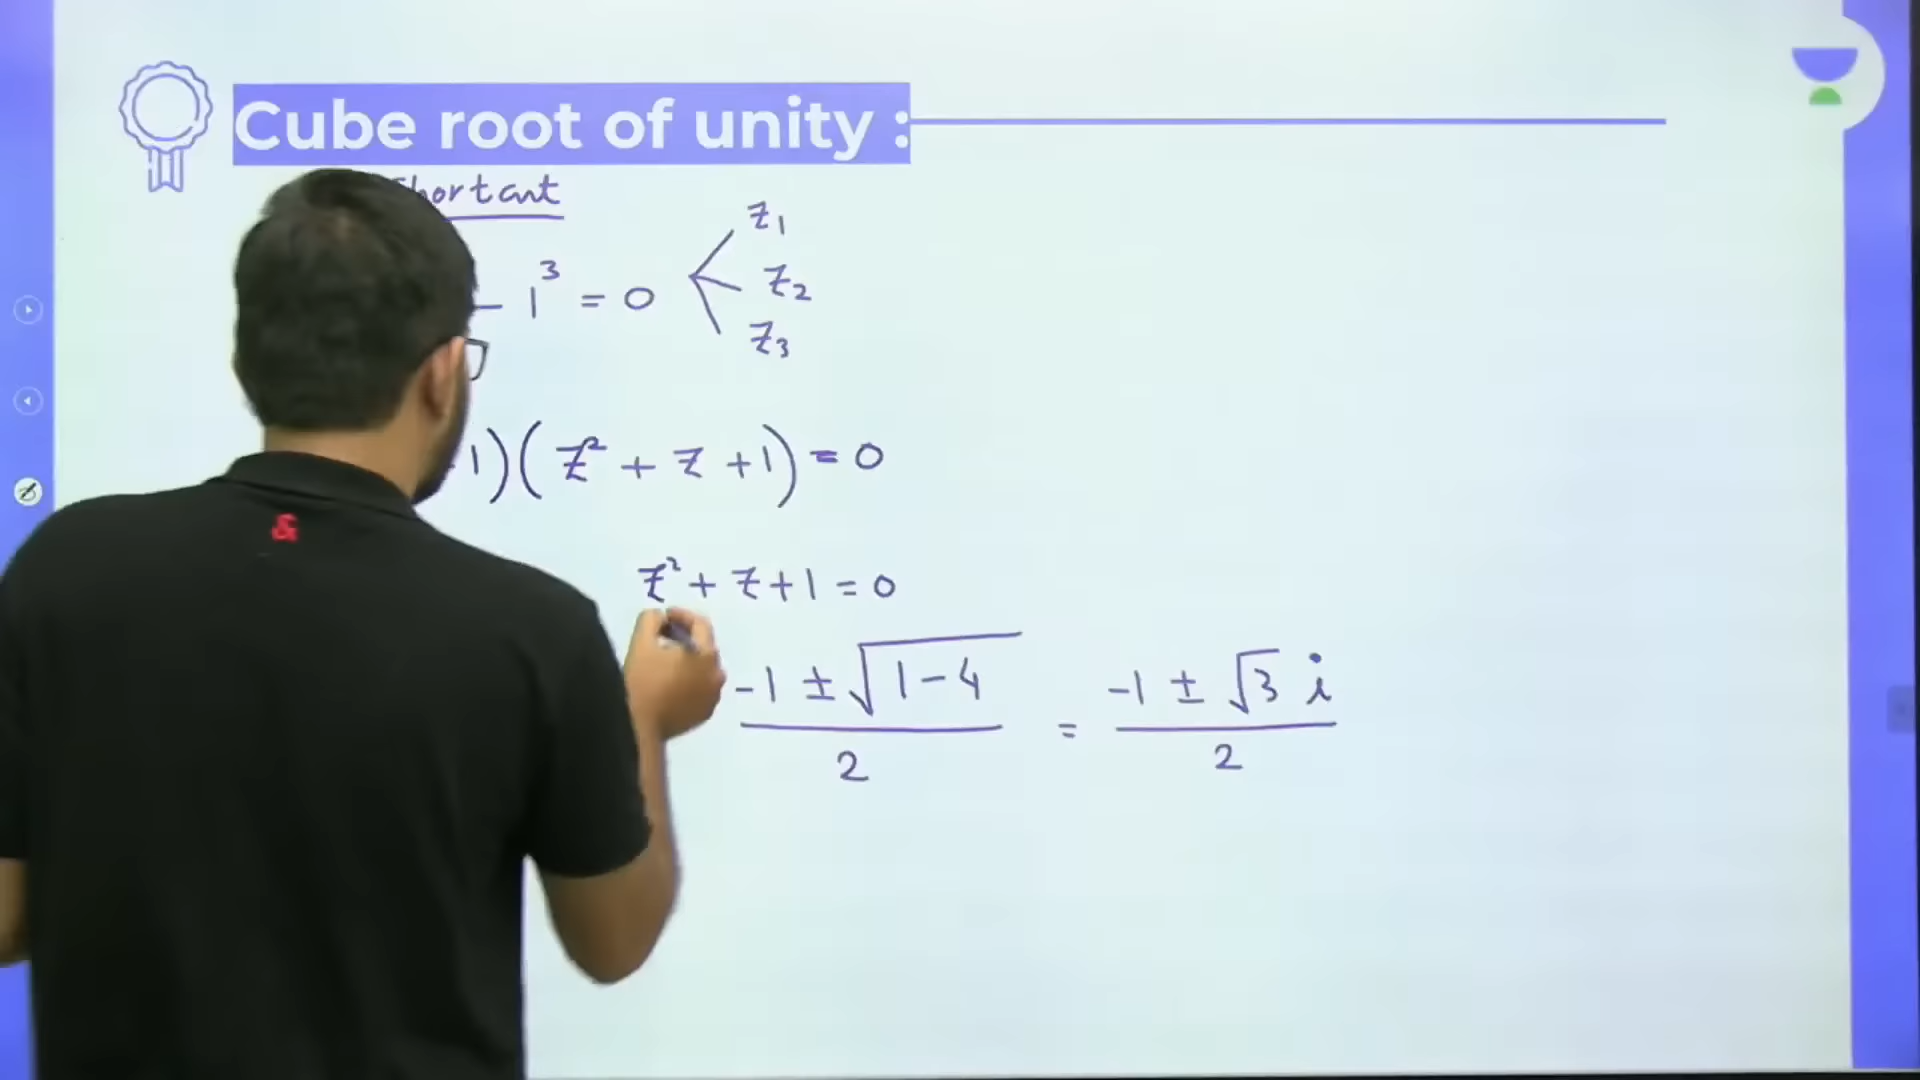 Cube root of unity :
- 1³ = 0
z₁
z₂
z₃
1)(z² + z + 1) = 0
z² + z + 1 = 0
-1 ± √(1 - 4) / 2 = -1 ± √3 i / 2
&